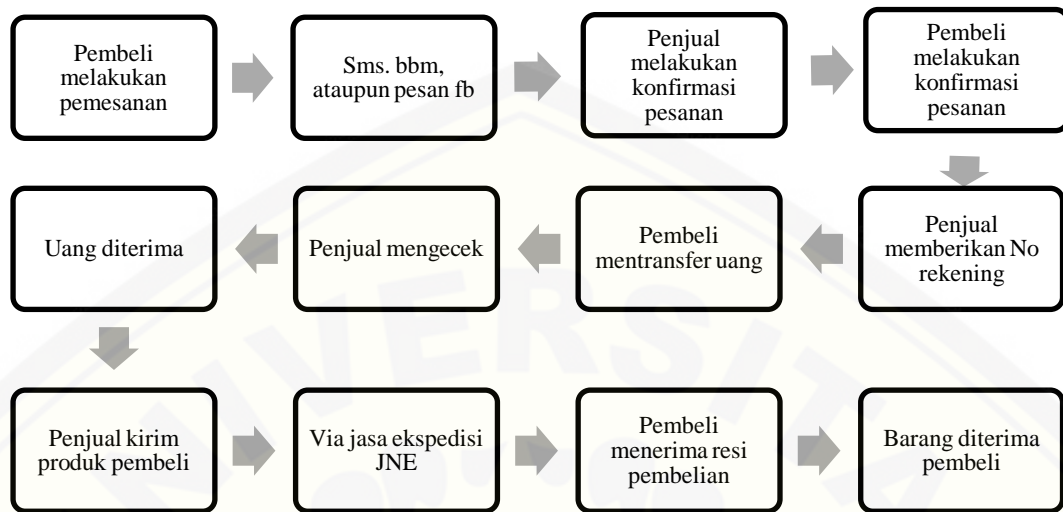 Pembeli
melakukan
pemesanan
Sms. bbm,
ataupun pesan fb
Penjual
melakukan
konfirmasi
pesanan
Pembeli
melakukan
konfirmasi
pesanan
Penjual
memberikan No
rekening
Pembeli
mentransfer uang
Penjual mengecek
Uang diterima
Penjual kirim
produk pembeli
Via jasa ekspedisi
JNE
Pembeli
menerima resi
pembelian
Barang diterima
pembeli
NIVERSITA